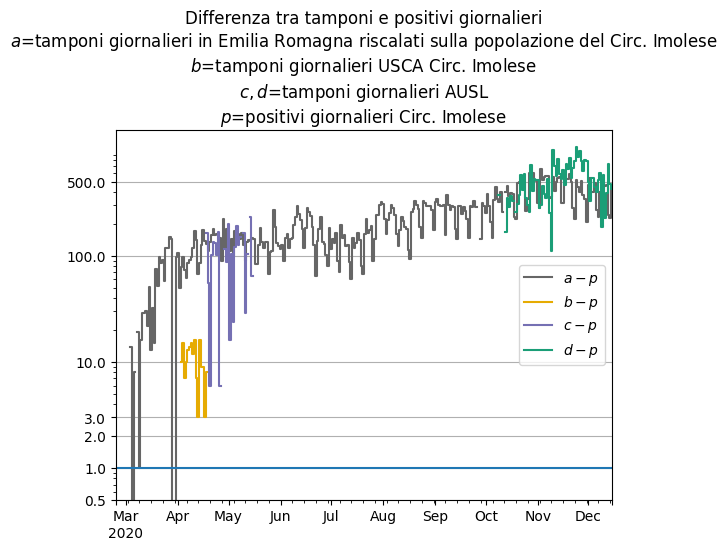 Differenza tra tamponi e positivi giornalieri
a=tamponi giornalieri in Emilia Romagna riscalati sulla popolazione del Circ. Imolese
b=tamponi giornalieri USCA Circ. Imolese
c, d=tamponi giornalieri AUSL
p=positivi giornalieri Circ. Imolese
500.0
100.0
10.0
3.0
2.0
1.0
0.5
a − p
b − p
c − p
d − p
Mar Apr May Jun Jul Aug Sep Oct Nov Dec
2020